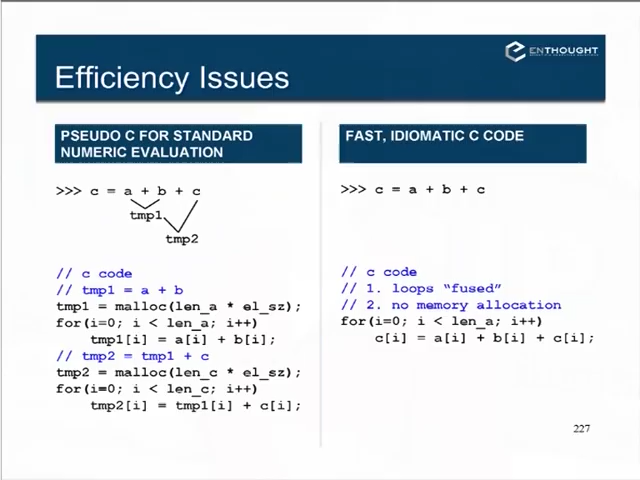 ENTHOUGHT
Efficiency Issues
PSEUDO C FOR STANDARD
NUMERIC EVALUATION
>>> c = a + b + c
tmp1
tmp2
// c code
// tmp1 = a + b
tmp1 = malloc(len_a * el_sz);
for(i=0; i < len_a; i++)
tmp1[i] = a[i] + b[i];
// tmp2 = tmp1 + c
tmp2 = malloc(len_c * el_sz);
for(i=0; i < len_c; i++)
tmp2[i] = tmp1[i] + c[i];
FAST, IDIOMATIC C CODE
>>> c = a + b + c
// c code
// 1. loops “fused”
// 2. no memory allocation
for(i=0; i < len_a; i++)
c[i] = a[i] + b[i] + c[i];
227